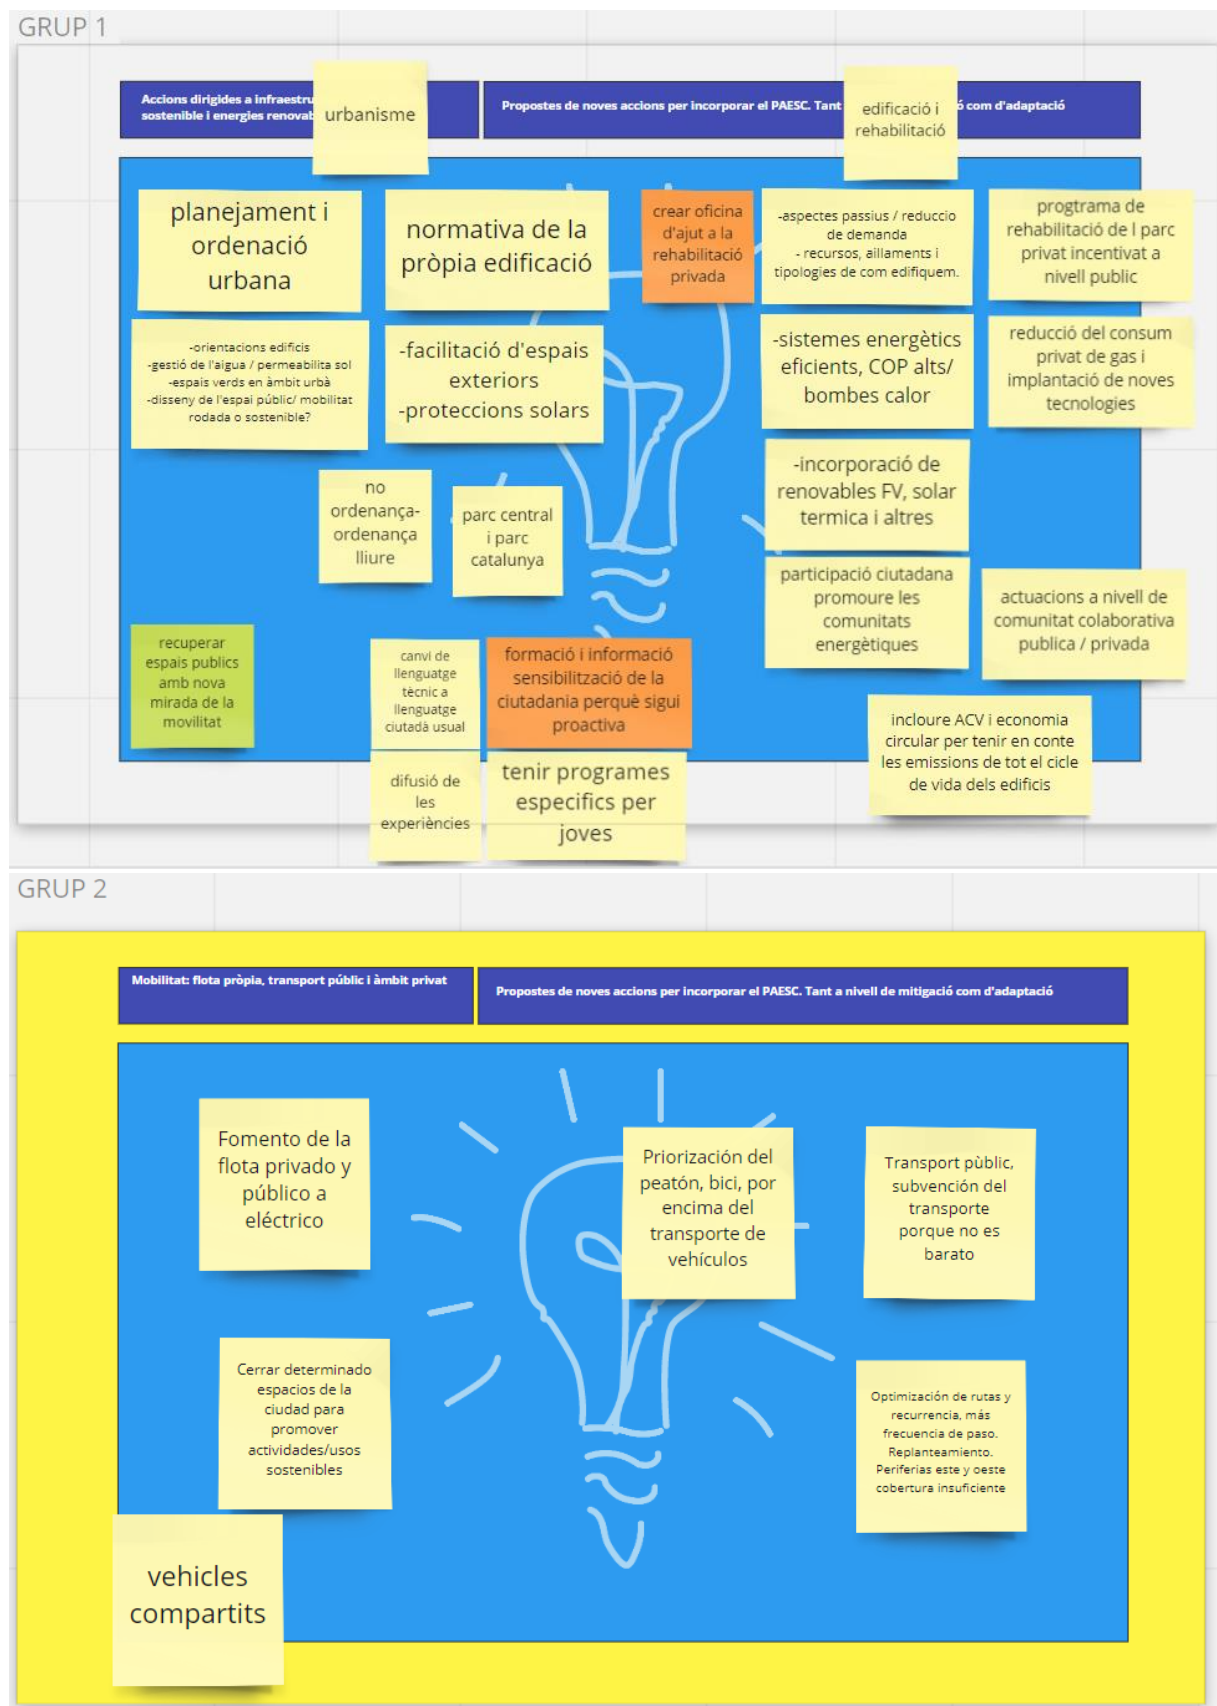 GRUP 1
Accions dirigides a infraestru
sostenible i energies renovab
urbanisme
Propostes de noves accions per incorporar el PAESC. Tant
ó com d'adaptació
edificació i
rehabilitació
planejament i
ordenació
urbana
normativa de la
pròpia edificació
crear oficina
d'ajut a la
rehabilitació
privada
-aspectes passius / reduccio
de demanda
- recursos, aillaments i
tipologies de com edifiquem.
progtrama de
rehabilitació de l parc
privat incentivat a
nivell public
-orientacions edificis
-gestió de l'aigua / permeabilita sol
-espais verds en àmbit urbà
-disseny de l'espai públic/ mobilitat
rodada o sostenible?
-facilitació d'espais
exteriors
-proteccions solars
-sistemes energètics
eficients, COP alts/
bombes calor
reducció del consum
privat de gas i
implantació de noves
tecnologies
no
ordenança-
ordenança
lliure
parc central
i parc
catalunya
-incorporació de
renovables FV, solar
termica i altres
participació ciutadana
promoure les
comunitats
energètiques
actuacions a nivell de
comunitat colaborativa
publica / privada
recuperar
espais publics
amb nova
mirada de la
movilitat
canvi de
llenguatge
tècnic a
llenguatge
ciutadà usual
formació i informació
sensibilització de la
ciutadania perquè sigui
proactiva
incloure ACV i economia
circular per tenir en conte
les emissions de tot el cicle
de vida dels edificis
difusió de
les
experiències
tenir programes
especifics per
joves
GRUP 2
Mobilitat: flota pròpia, transport públic i àmbit privat
Propostes de noves accions per incorporar el PAESC. Tant a nivell de mitigació com d'adaptació
Fomento de la
flota privado y
público a
eléctrico
Priorización del
peatón, bici, por
encima del
transporte de
vehículos
Transport pùblic,
subvención del
transporte
porque no es
barato
Cerrar determinado
espacios de la
ciudad para
promover
actividades/usos
sostenibles
Optimización de rutas y
recurrencia, más
frecuencia de paso.
Replanteamiento.
Periferias este y oeste
cobertura insuficiente
vehicles
compartits